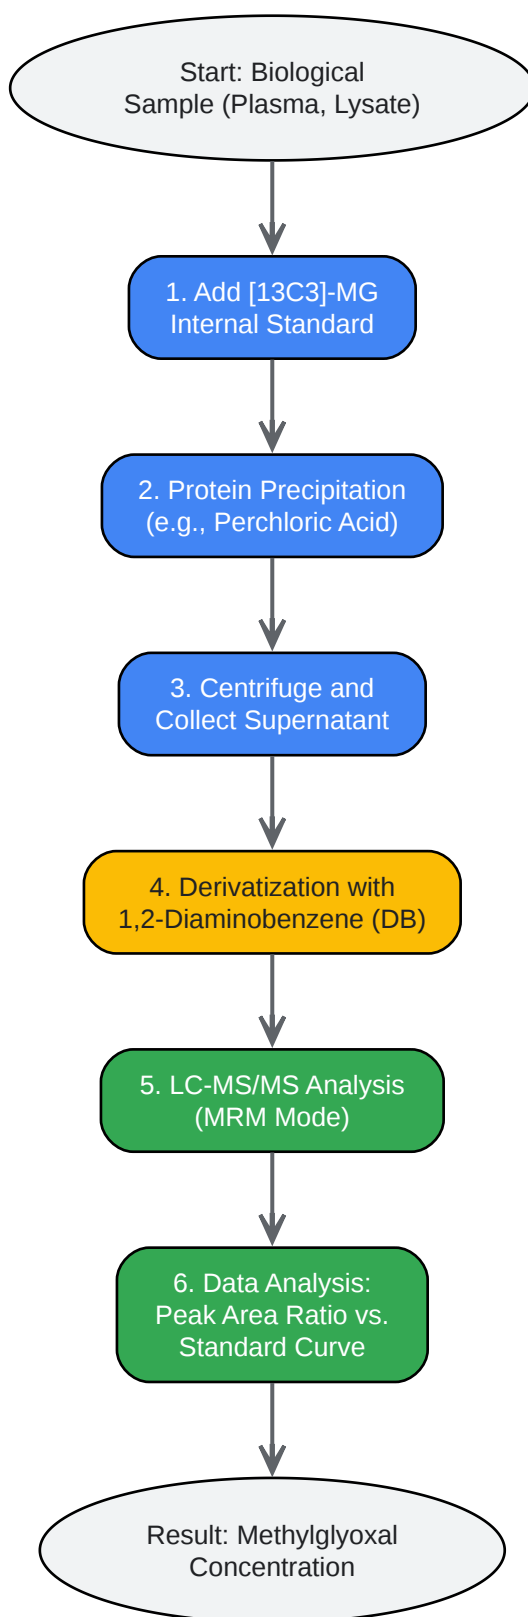 Start: Biological
Sample (Plasma, Lysate)
1. Add [13C3]-MG
Internal Standard
2. Protein Precipitation
(e.g., Perchloric Acid)
3. Centrifuge and
Collect Supernatant
4. Derivatization with
1,2-Diaminobenzene (DB)
5. LC-MS/MS Analysis
(MRM Mode)
6. Data Analysis:
Peak Area Ratio vs.
Standard Curve
Result: Methylglyoxal
Concentration